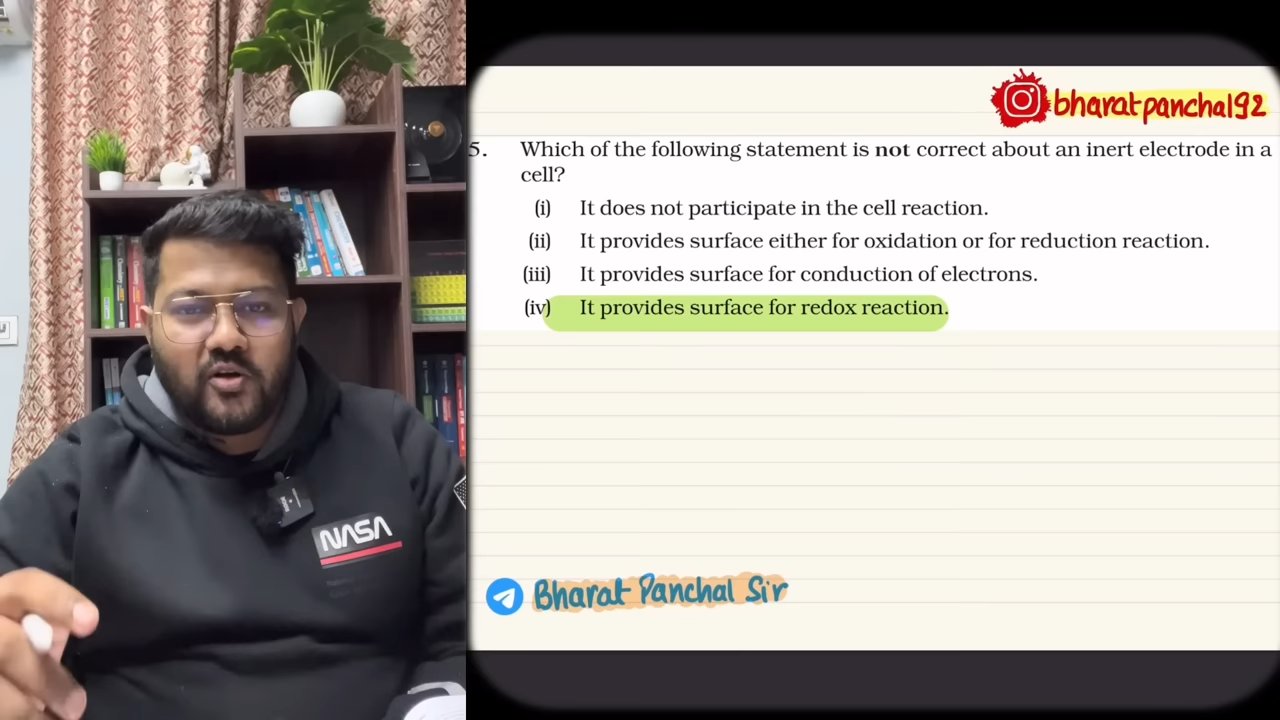 bharatpanchal92
5. Which of the following statement is not correct about an inert electrode in a
cell?
(i) It does not participate in the cell reaction.
(ii) It provides surface either for oxidation or for reduction reaction.
(iii) It provides surface for conduction of electrons.
(iv) It provides surface for redox reaction.
NASA
Bharat Panchal Sir